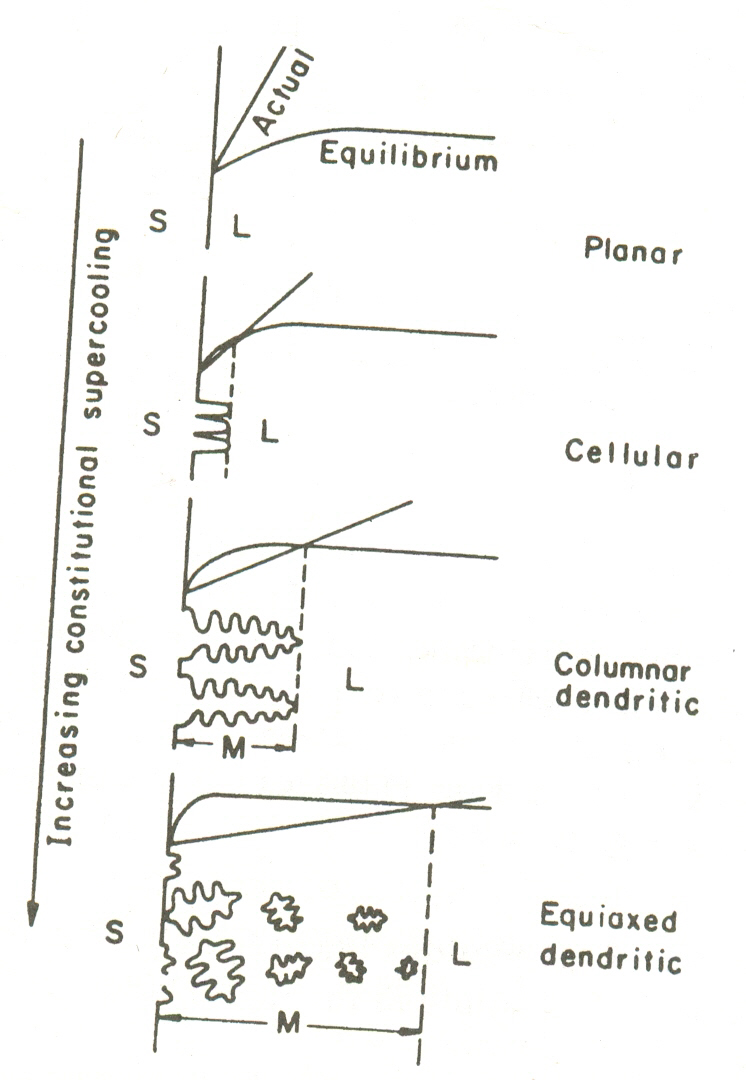 Actual
Equilibrium
S
L
Planar
Increasing constitutional supercooling
S
L
Cellular
S
L
Columnar
dendritic
M
S
L
Equiaxed
dendritic
M